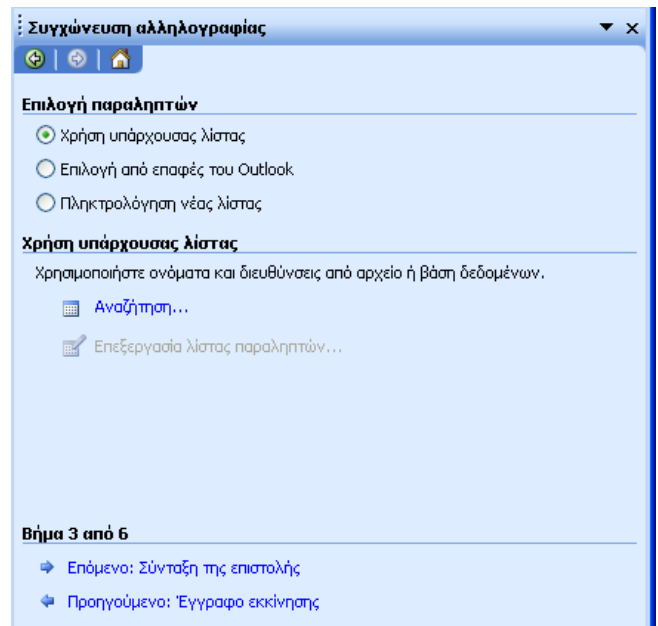 Συγχώνευση αλληλογραφίας
Επιλογή παραληπτών
Χρήση υπάρχουσας λίστας
Επιλογή από επαφές του Outlook
Πληκτρολόγηση νέας λίστας
Χρήση υπάρχουσας λίστας
Χρησιμοποιήστε ονόματα και διευθύνσεις από αρχείο ή βάση δεδομένων.
Αναζήτηση...
Επεξεργασία λίστας παραληπτών...
Βήμα 3 από 6
Επόμενο: Σύνταξη της επιστολής
Προηγούμενο: Έγγραφο εκκίνησης